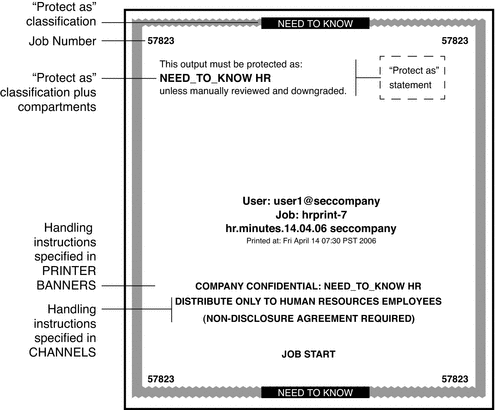 "Protect as"
classification
NEED TO KNOW
Job Number
57823
57823
This output must be protected as:
NEED_TO_KNOW HR
unless manually reviewed and downgraded.
"Protect as"
statement
"Protect as"
classification plus
compartments
User: user1@seccompany
Job: hrprint-7
hr.minutes.14.04.06 seccompany
Printed at: Fri April 14 07:30 PST 2006
Handling
instructions
specified in
PRINTER
BANNERS
COMPANY CONFIDENTIAL: NEED_TO_KNOW HR
DISTRIBUTE ONLY TO HUMAN RESOURCES EMPLOYEES
(NON-DISCLOSURE AGREEMENT REQUIRED)
Handling
instructions
specified in
CHANNELS
JOB START
57823
57823
NEED TO KNOW